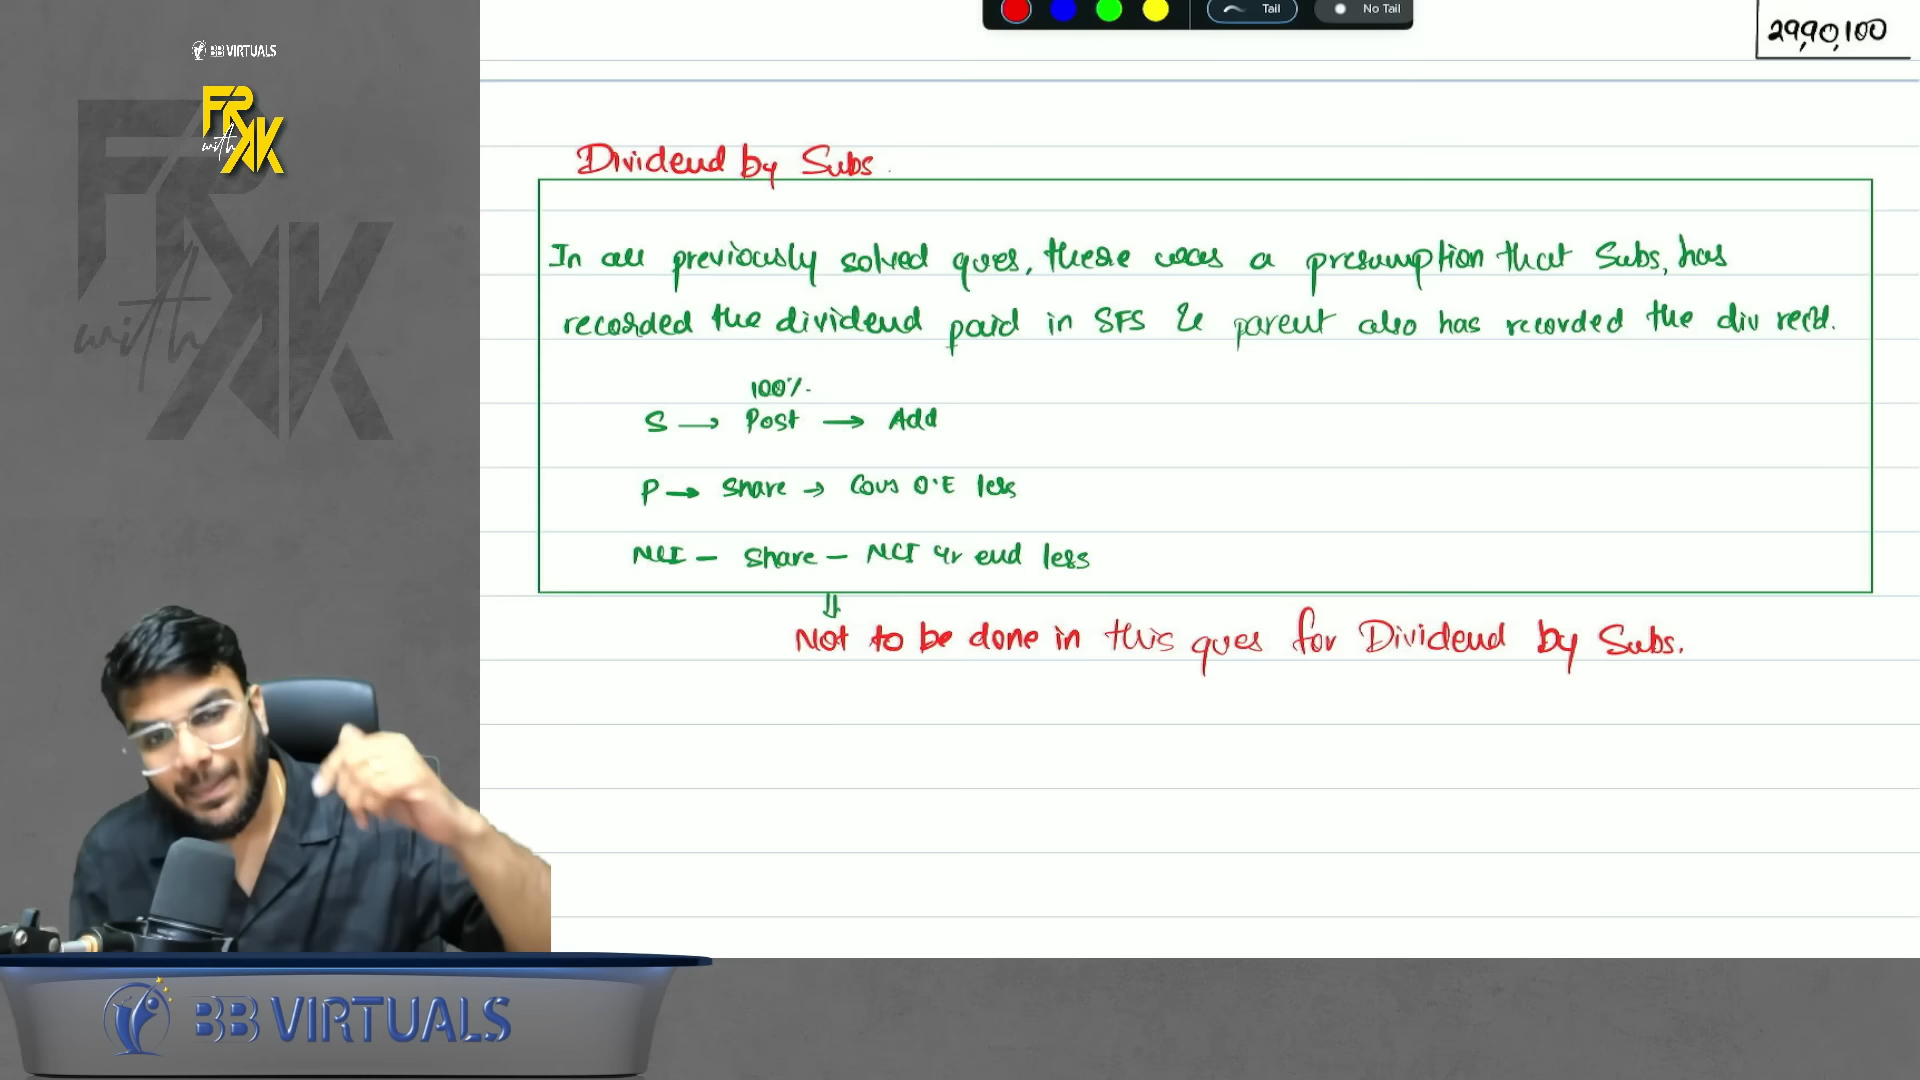 BB VIRTUALS
FR
with
AK
Tail
No Tail
29,90,100
Dividend by Subs.
In all previously solved ques, there was a presumption that Subs, has
recorded the dividend paid in SFS & parent also has recorded the div recd.
100%.
S → Post → Add
P → Share → Cons O.E less
NCI – Share – NCI yr end less
⇓
Not to be done in this ques for Dividend by Subs.
BB VIRTUALS